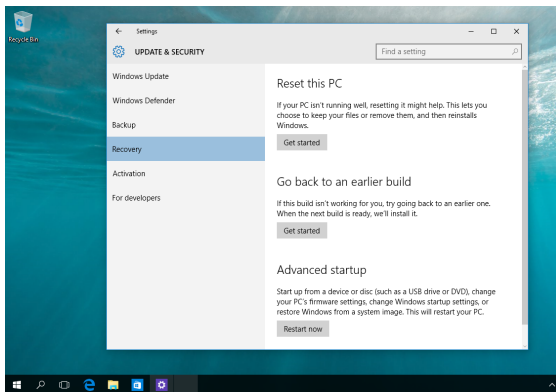 Recycle Bin
Settings
UPDATE & SECURITY
Find a setting
Windows Update
Windows Defender
Backup
Recovery
Activation
For developers
Reset this PC
If your PC isn't running well, resetting it might help. This lets you
choose to keep your files or remove them, and then reinstalls
Windows.
Get started
Go back to an earlier build
If this build isn't working for you, try going back to an earlier one.
When the next build is ready, we'll install it.
Get started
Advanced startup
Start up from a device or disc (such as a USB drive or DVD), change
your PC's firmware settings, change Windows startup settings, or
restore Windows from a system image. This will restart your PC.
Restart now